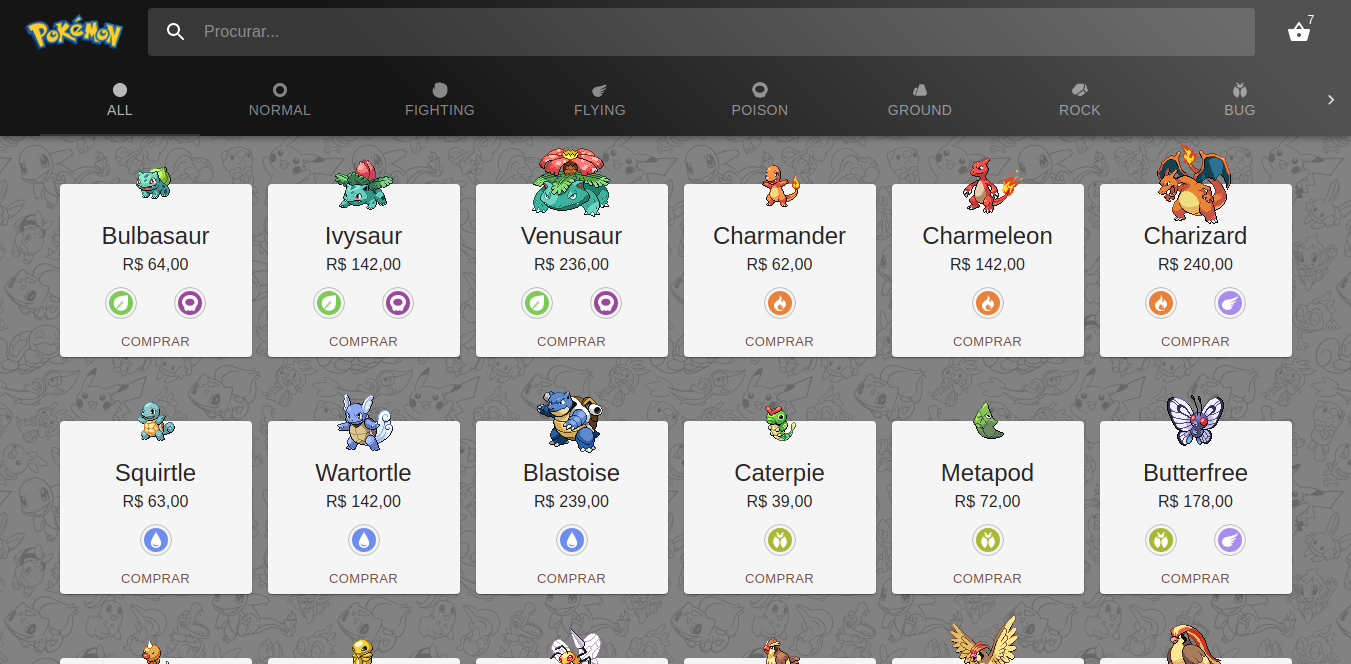 POKéMON
Procurar...
7
ALL
NORMAL
FIGHTING
FLYING
POISON
GROUND
ROCK
BUG
Bulbasaur
R$ 64,00
COMPRAR
Ivysaur
R$ 142,00
COMPRAR
Venusaur
R$ 236,00
COMPRAR
Charmander
R$ 62,00
COMPRAR
Charmeleon
R$ 142,00
COMPRAR
Charizard
R$ 240,00
COMPRAR
Squirtle
R$ 63,00
COMPRAR
Wartortle
R$ 142,00
COMPRAR
Blastoise
R$ 239,00
COMPRAR
Caterpie
R$ 39,00
COMPRAR
Metapod
R$ 72,00
COMPRAR
Butterfree
R$ 178,00
COMPRAR